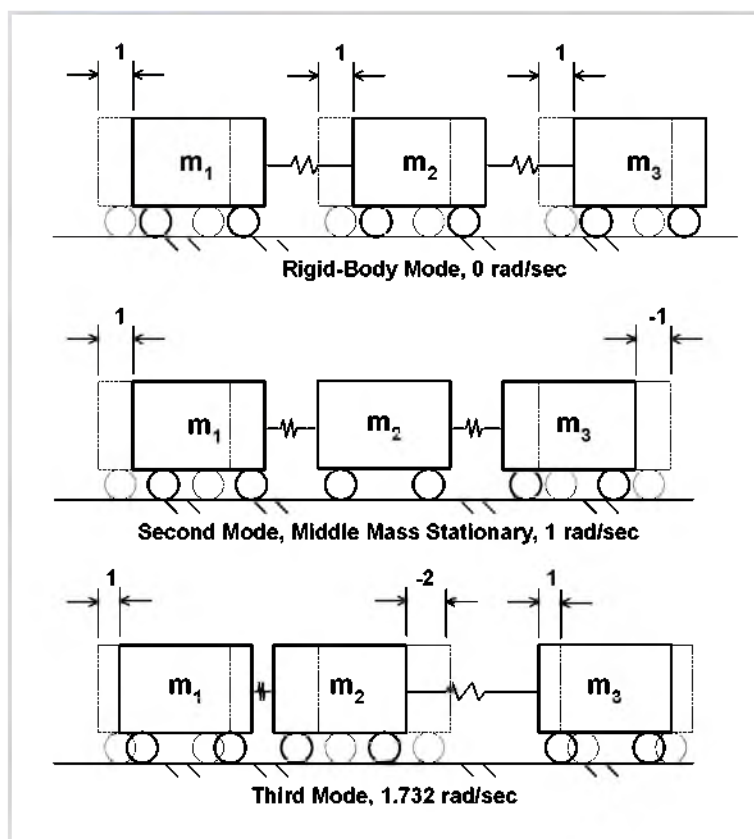 1 1 1
m1 m2 m3
Rigid-Body Mode, 0 rad/sec
1 -1
m1 m2 m3
Second Mode, Middle Mass Stationary, 1 rad/sec
1 -2 1
m1 m2 m3
Third Mode, 1.732 rad/sec